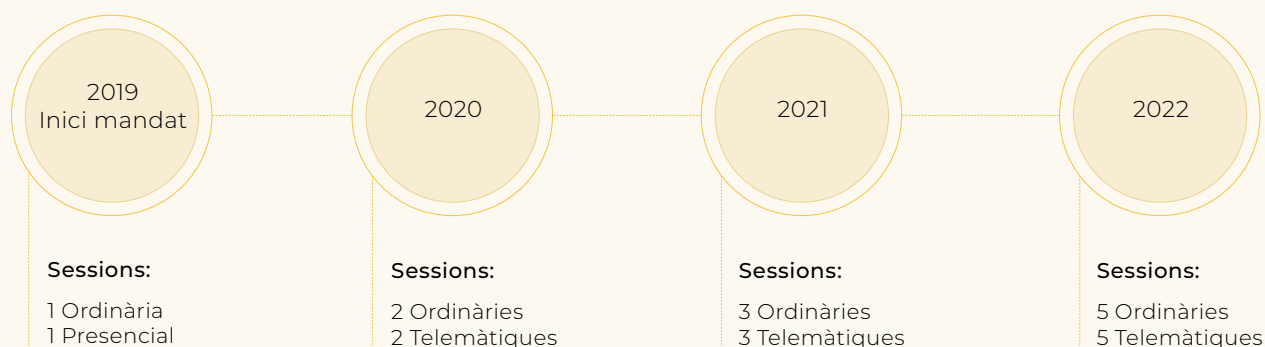 2019
Inici mandat
2020
2021
2022
Sessions:
1 Ordinària
1 Presencial
Sessions:
2 Ordinàries
2 Telemàtiques
Sessions:
3 Ordinàries
3 Telemàtiques
Sessions:
5 Ordinàries
5 Telemàtiques